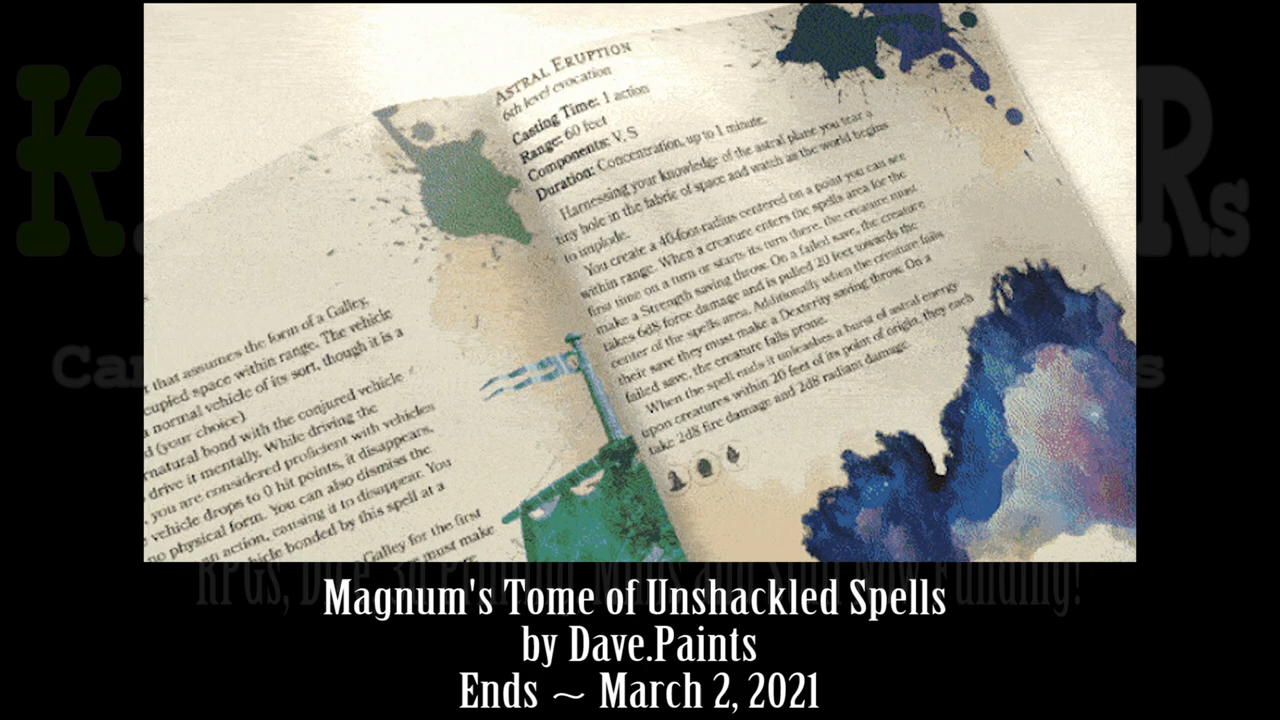 t that assumes the form of a Galley,
cupied space within range. The vehicle
a normal vehicle of its sort, though it is a
d (your choice)
rnatural bond with the conjured vehicle
drive it mentally. While driving the
, you are considered proficient with vehicles
vehicle drops to 0 hit points, it disappears,
no physical form. You can also dismiss the
an action, causing it to disappear. You
hicle bonded by this spell at a
Galley for the first
must make
ASTRAL ERUPTION
6th level evocation
Casting Time: 1 action
Range: 60 feet
Components: V, S
Duration: Concentration, up to 1 minute.
Harnessing your knowledge of the astral plane you tear a
tiny hole in the fabric of space and watch as the world begins
to implode.
You create a 40-foot-radius centered on a point you can see
within range. When a creature enters the spells area for the
first time on a turn or starts its turn there, the creature must
make a Strength saving throw. On a failed save, the creature
takes 6d8 force damage and is pulled 20 feet towards the
center of the spells area. Additionally when the creature fails
their save they must make a Dexterity saving throw. On a
failed save, the creature falls prone.
When the spell ends it unleashes a burst of astral energy
upon creatures within 20 feet of its point of origin, they each
take 2d8 fire damage and 2d8 radiant damage.
Magnum's Tome of Unshackled Spells
by Dave.Paints
Ends ~ March 2, 2021